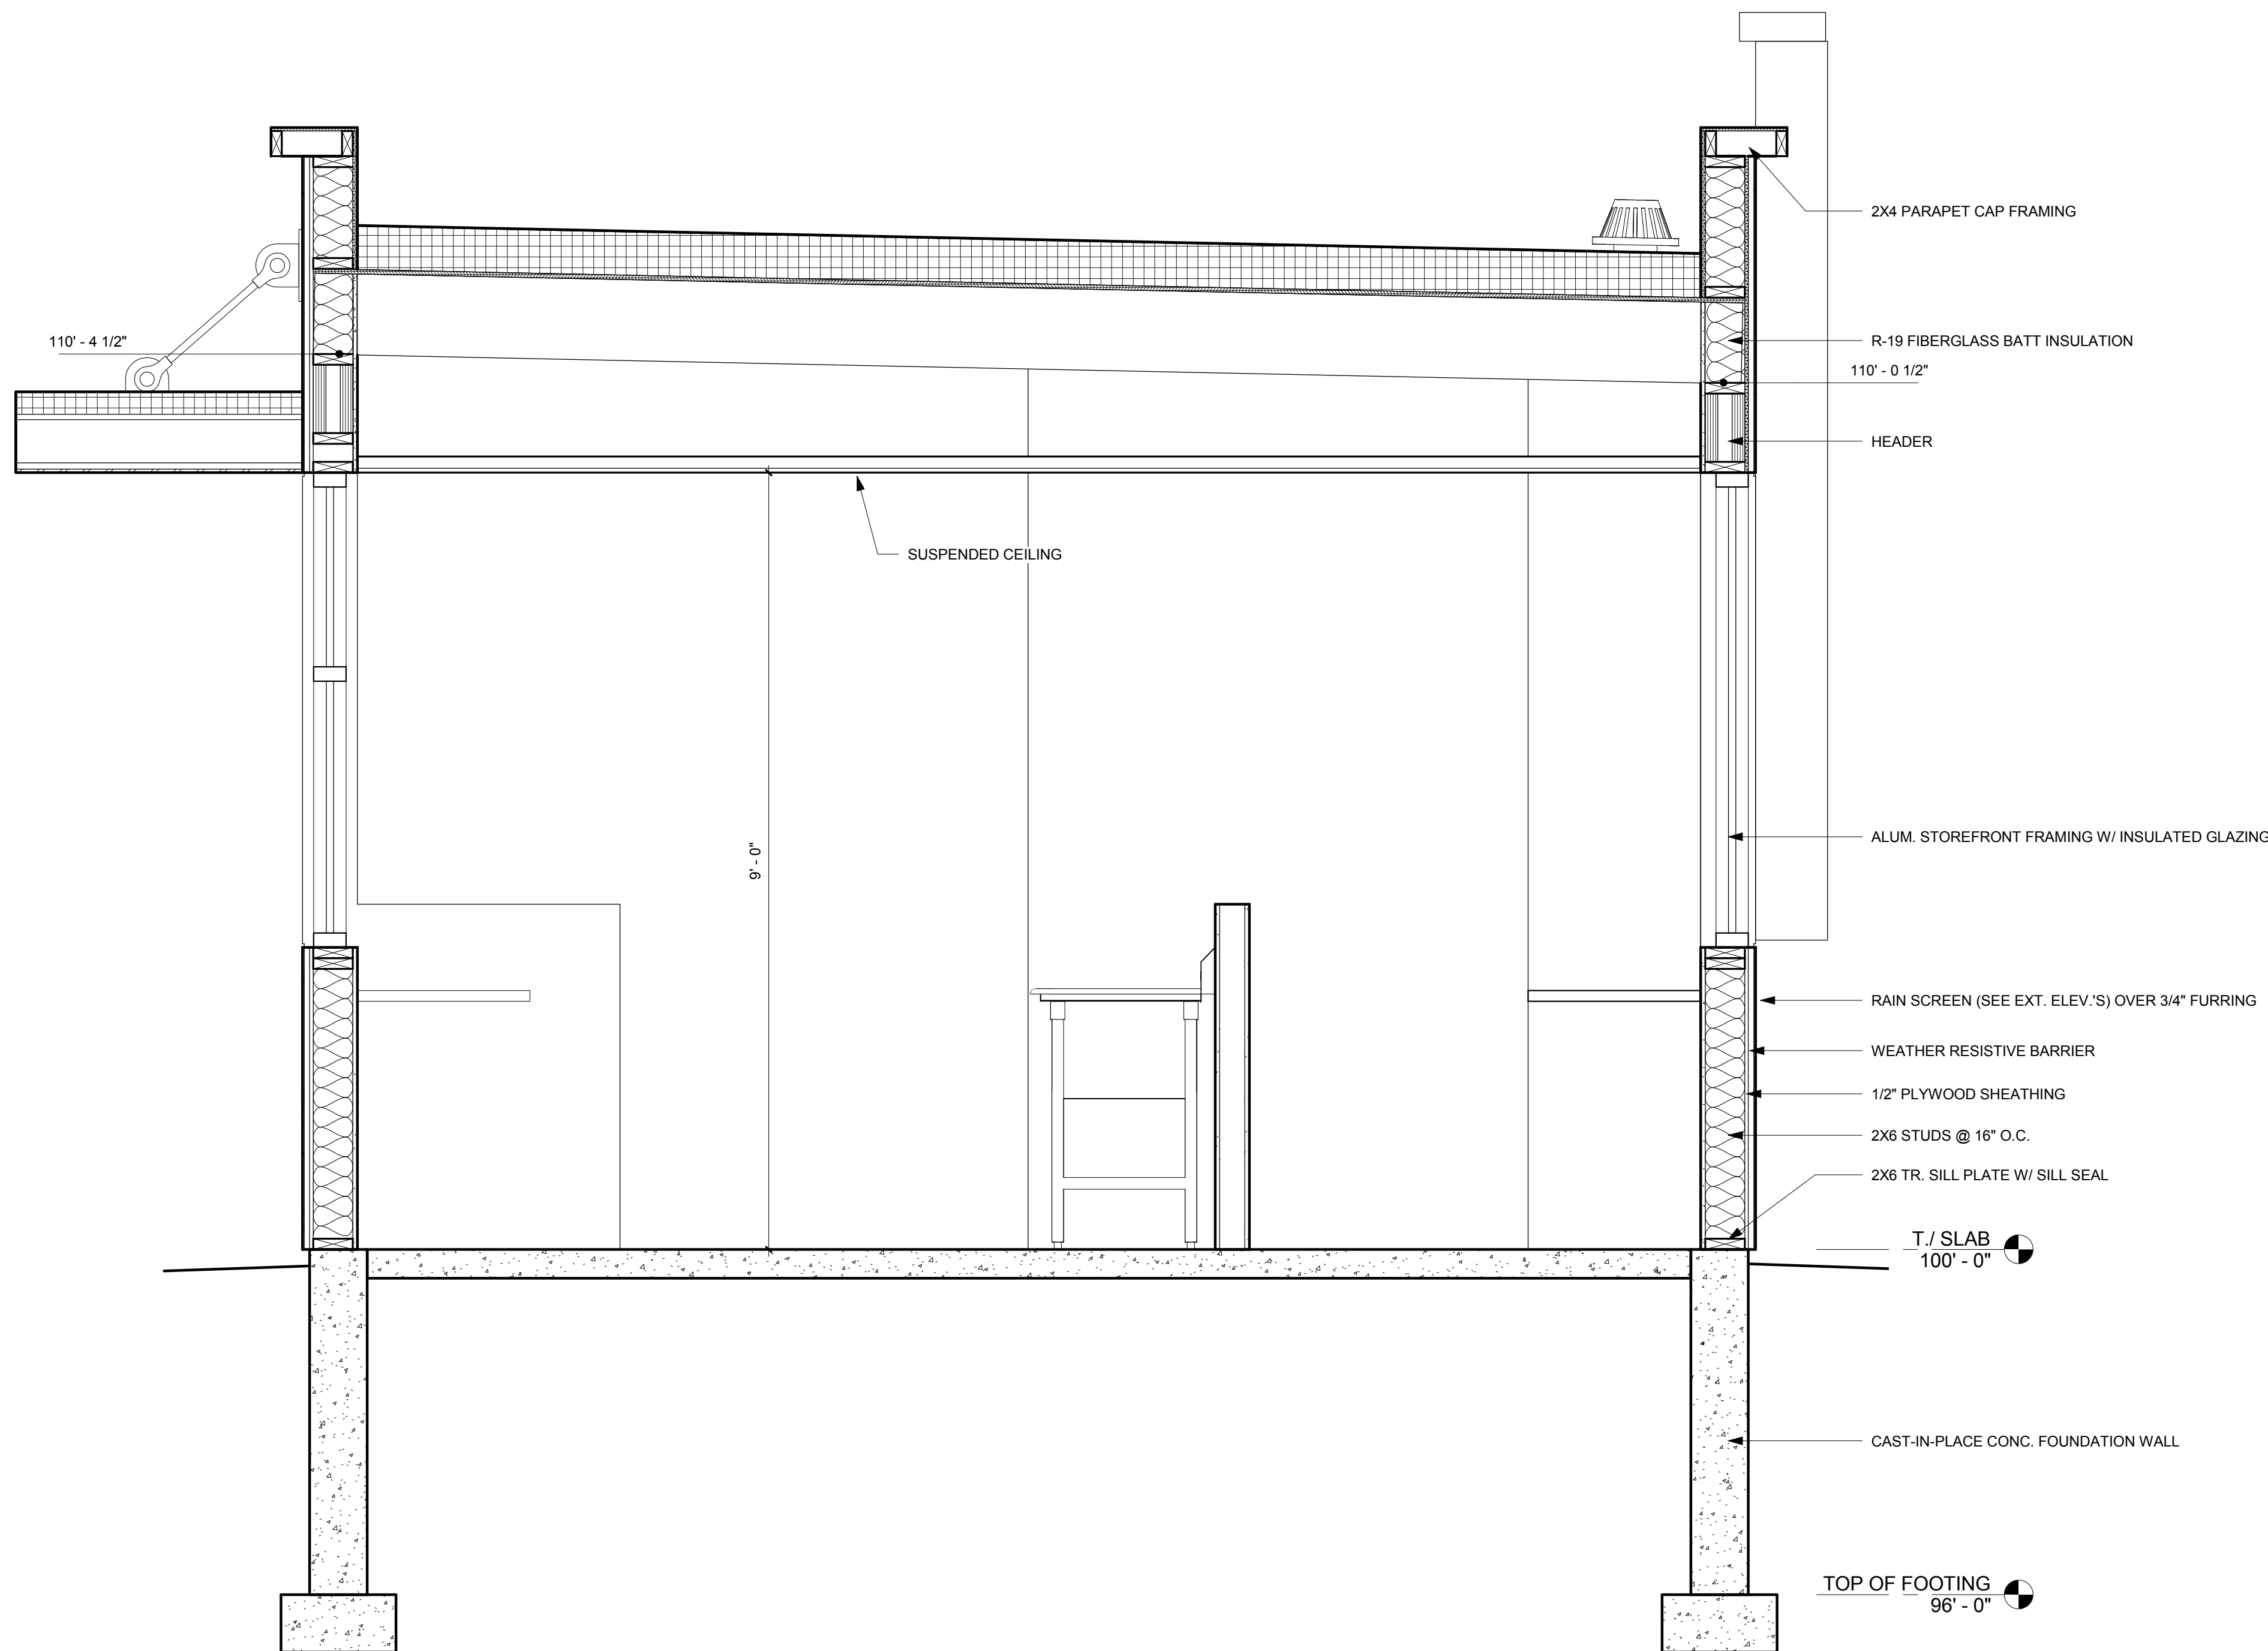 2X4 PARAPET CAP FRAMING
R-19 FIBERGLASS BATT INSULATION
110' - 4 1/2"
110' - 0 1/2"
HEADER
SUSPENDED CEILING
ALUM. STOREFRONT FRAMING W/ INSULATED GLAZING
9' - 0"
RAIN SCREEN (SEE EXT. ELEV.'S) OVER 3/4" FURRING
WEATHER RESISTIVE BARRIER
1/2" PLYWOOD SHEATHING
2X6 STUDS @ 16" O.C.
2X6 TR. SILL PLATE W/ SILL SEAL
T./ SLAB
100' - 0"
CAST-IN-PLACE CONC. FOUNDATION WALL
TOP OF FOOTING
96' - 0"